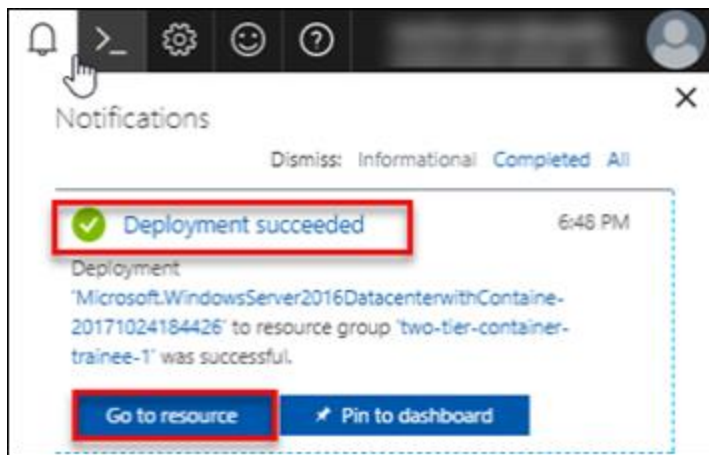 Notifications
Dismiss: Informational Completed All
Deployment succeeded 6:48 PM
Deployment
'Microsoft.WindowsServer2016DatacenterwithContaine-
20171024184426' to resource group 'two-tier-container-
trainee-1' was successful.
Go to resource Pin to dashboard